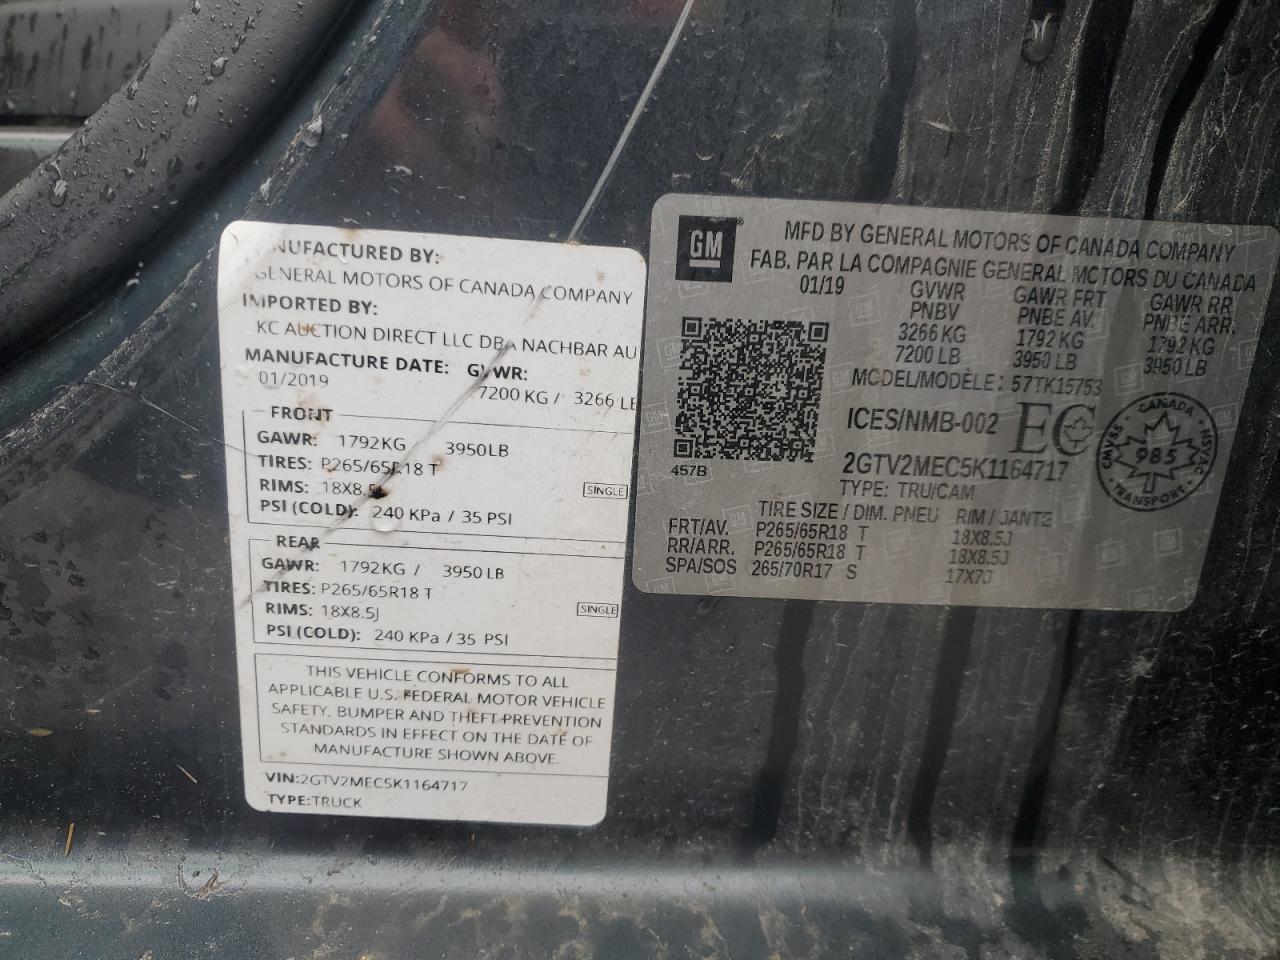 MANUFACTURED BY:
GENERAL MOTORS OF CANADA COMPANY
IMPORTED BY:
KC AUCTION DIRECT LLC DBA NACHBAR AU
MANUFACTURE DATE: GVWR:
01/2019 7200 KG / 3266 LB
FRONT
GAWR: 1792KG 3950LB
TIRES: P265/65R18 T
RIMS: 18X8.5J SINGLE
PSI (COLD): 240 KPa / 35 PSI
REAR
GAWR: 1792KG / 3950 LB
TIRES: P265/65R18 T
RIMS: 18X8.5J SINGLE
PSI (COLD): 240 KPa / 35 PSI
THIS VEHICLE CONFORMS TO ALL
APPLICABLE U.S. FEDERAL MOTOR VEHICLE
SAFETY, BUMPER AND THEFT PREVENTION
STANDARDS IN EFFECT ON THE DATE OF
MANUFACTURE SHOWN ABOVE.
VIN:2GTV2MEC5K1164717
TYPE:TRUCK
GM
MFD BY GENERAL MOTORS OF CANADA COMPANY
FAB. PAR LA COMPAGNIE GENERAL MOTORS DU CANADA
01/19 GVWR GAWR FRT GAWR RR
PNBV PNBE AV. PNBE ARR.
3266 KG 1792 KG 1792 KG
7200 LB 3950 LB 3950 LB
MODEL/MODÈLE: 57TK15753
ICES/NMB-002 EC
CANADA
CMVSS NSVAC
985
TRANSPORT
457B
2GTV2MEC5K1164717
TYPE: TRU/CAM
TIRE SIZE / DIM. PNEU RIM / JANTE
FRT/AV. P265/65R18 T 18X8.5J
RR/ARR. P265/65R18 T 18X8.5J
SPA/SOS 265/70R17 S 17X7J